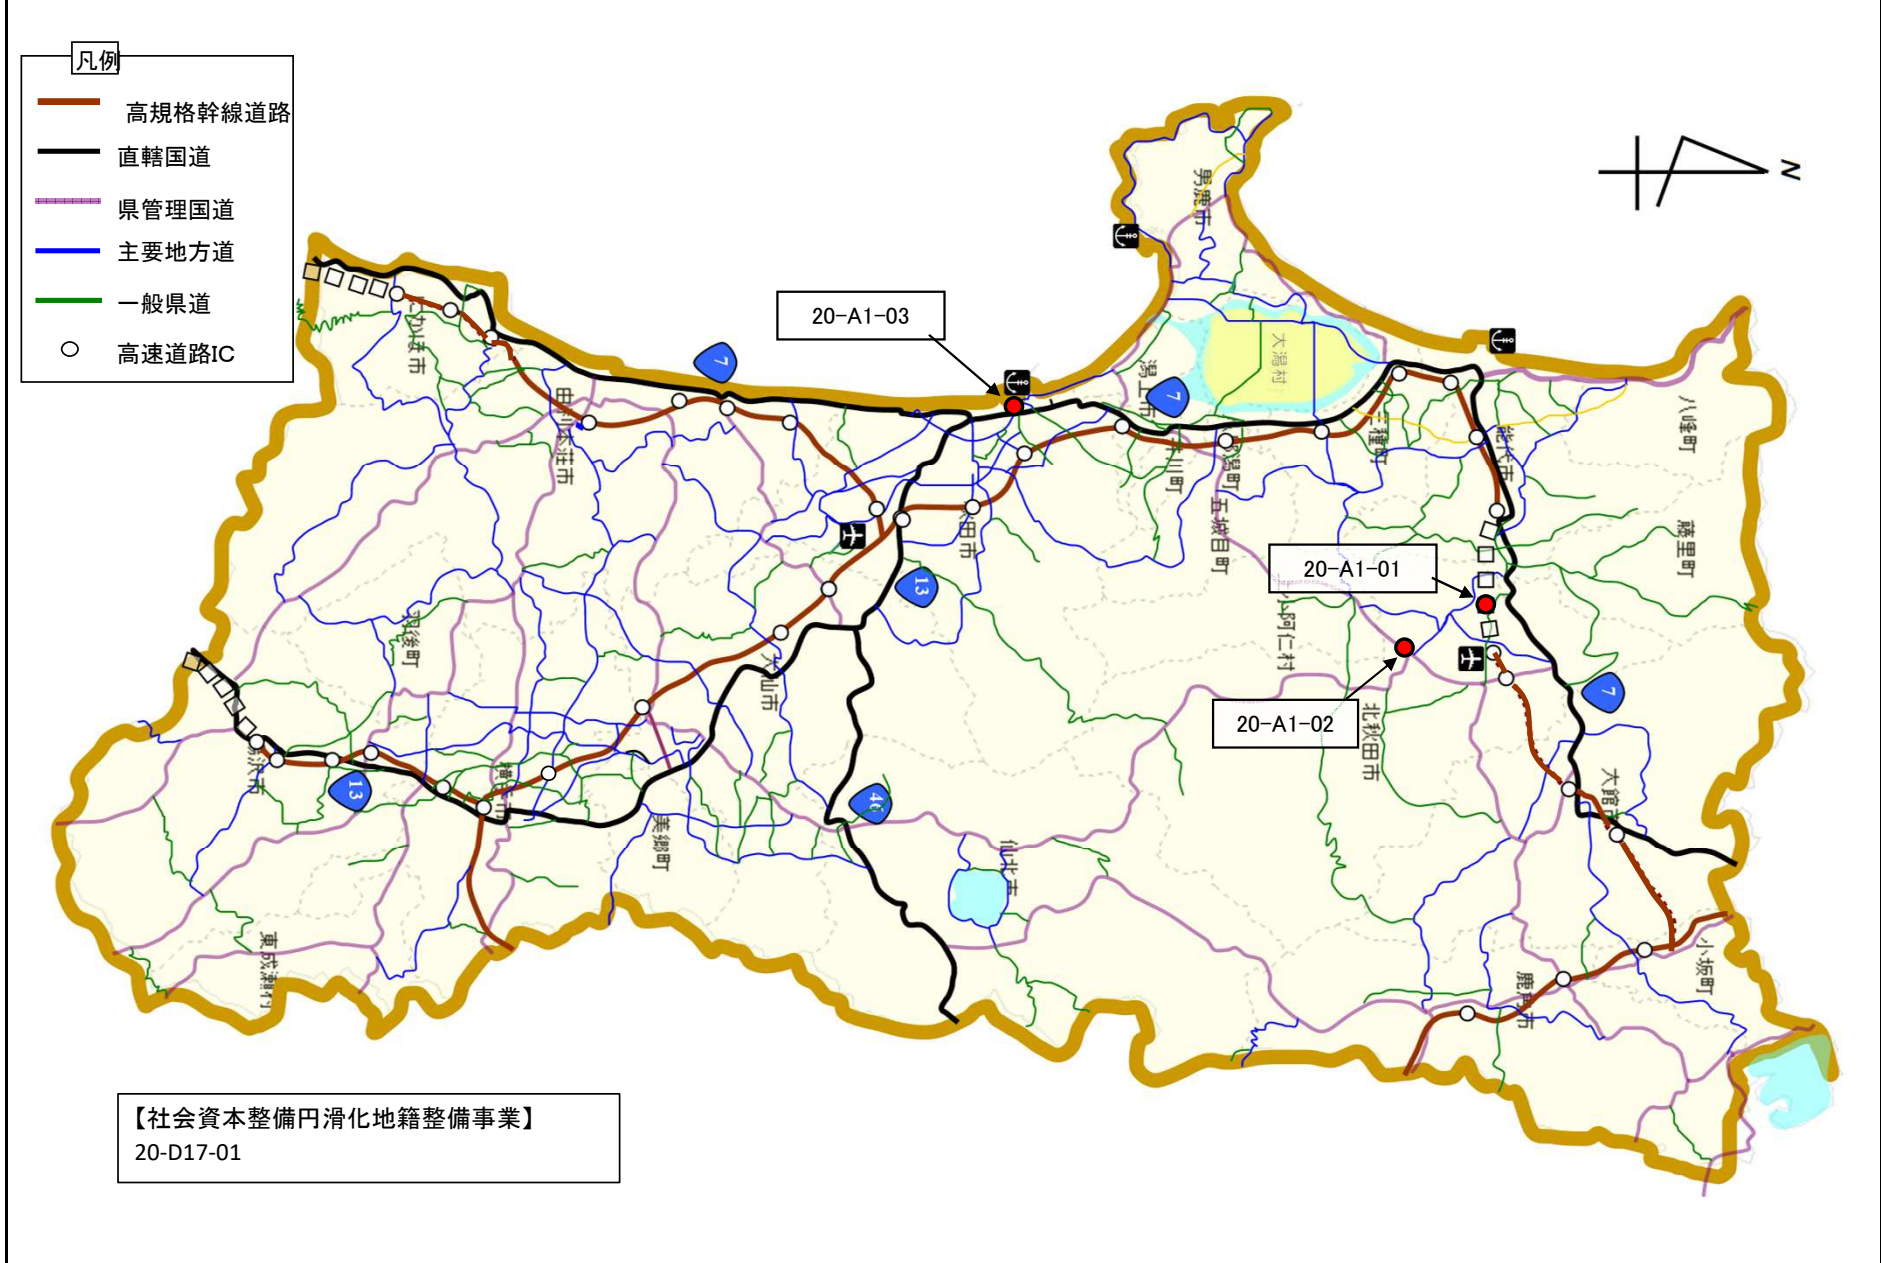 凡例
高規格幹線道路
直轄国道
県管理国道
主要地方道
一般県道
高速道路IC
N
男鹿市
20-A1-03
にかほ市
7
大潟村
潟上市
7
八峰町
由利本荘市
三種町
能代市
井川町
八郎潟町
五城目町
藤里町
秋田市
20-A1-01
13
上小阿仁村
羽後町
大仙市
7
20-A1-02
北秋田市
湯沢市
13
横手市
46
大館市
美郷町
仙北市
東成瀬村
鹿角市
小坂町
【社会資本整備円滑化地籍整備事業】
20-D17-01